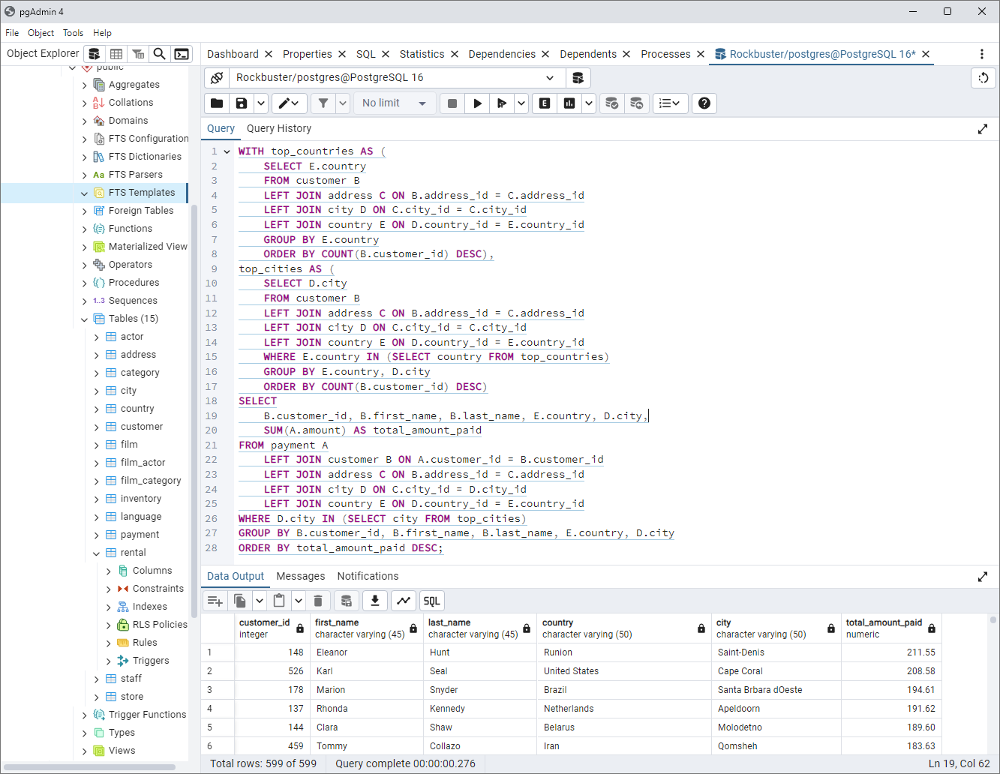 pgAdmin 4
File Object Tools Help
Object Explorer
Dashboard Properties SQL Statistics Dependencies Dependents Processes Rockbuster/postgres@PostgreSQL 16*
public
Aggregates
Collations
Domains
FTS Configuration
FTS Dictionaries
Aa FTS Parsers
FTS Templates
Foreign Tables
Functions
Materialized View
Operators
Procedures
1..3 Sequences
Tables (15)
actor
address
category
city
country
customer
film
film_actor
film_category
inventory
language
payment
rental
Columns
Constraints
Indexes
RLS Policies
Rules
Triggers
staff
store
Trigger Functions
Types
Views
Rockbuster/postgres@PostgreSQL 16
No limit
E
Query Query History
1 WITH top_countries AS (
2 SELECT E.country
3 FROM customer B
4 LEFT JOIN address C ON B.address_id = C.address_id
5 LEFT JOIN city D ON C.city_id = C.city_id
6 LEFT JOIN country E ON D.country_id = E.country_id
7 GROUP BY E.country
8 ORDER BY COUNT(B.customer_id) DESC),
9 top_cities AS (
10 SELECT D.city
11 FROM customer B
12 LEFT JOIN address C ON B.address_id = C.address_id
13 LEFT JOIN city D ON C.city_id = C.city_id
14 LEFT JOIN country E ON D.country_id = E.country_id
15 WHERE E.country IN (SELECT country FROM top_countries)
16 GROUP BY E.country, D.city
17 ORDER BY COUNT(B.customer_id) DESC)
18 SELECT
19 B.customer_id, B.first_name, B.last_name, E.country, D.city,
20 SUM(A.amount) AS total_amount_paid
21 FROM payment A
22 LEFT JOIN customer B ON A.customer_id = B.customer_id
23 LEFT JOIN address C ON B.address_id = C.address_id
24 LEFT JOIN city D ON C.city_id = D.city_id
25 LEFT JOIN country E ON D.country_id = E.country_id
26 WHERE D.city IN (SELECT city FROM top_cities)
27 GROUP BY B.customer_id, B.first_name, B.last_name, E.country, D.city
28 ORDER BY total_amount_paid DESC;
Data Output Messages Notifications
SQL
customer_id first_name last_name country city total_amount_paid
integer character varying (45) character varying (45) character varying (50) character varying (50) numeric
1 148 Eleanor Hunt Runion Saint-Denis 211.55
2 526 Karl Seal United States Cape Coral 208.58
3 178 Marion Snyder Brazil Santa Brbara dOeste 194.61
4 137 Rhonda Kennedy Netherlands Apeldoorn 191.62
5 144 Clara Shaw Belarus Molodetno 189.60
6 459 Tommy Collazo Iran Qomsheh 183.63
Total rows: 599 of 599 Query complete 00:00:00.276 Ln 19, Col 62